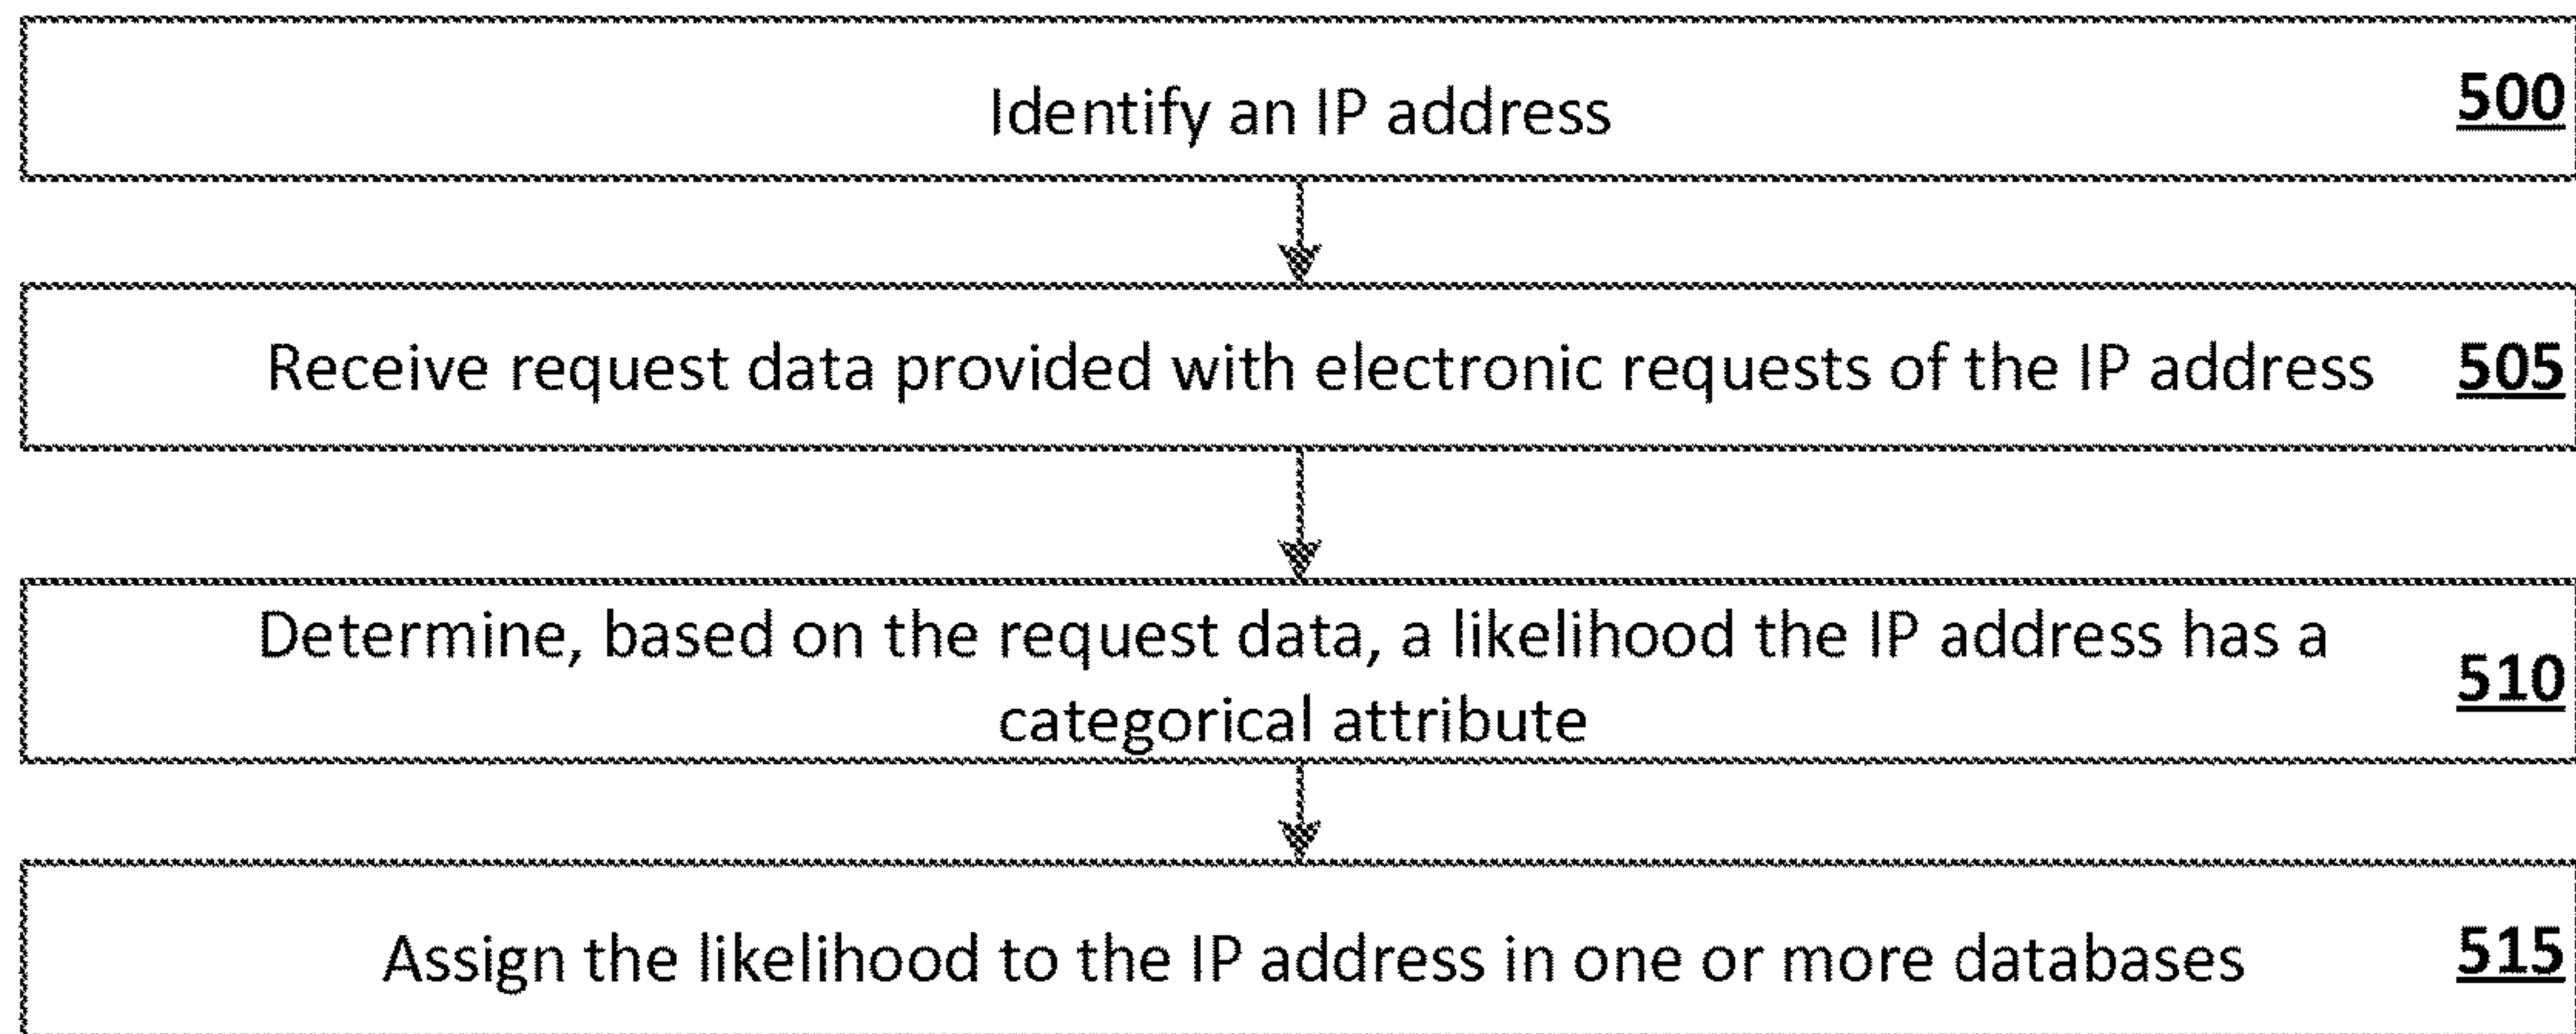 Identify an IP address
500
Receive request data provided with electronic requests of the IP address
505
Determine, based on the request data, a likelihood the IP address has a
categorical attribute
510
Assign the likelihood to the IP address in one or more databases
515